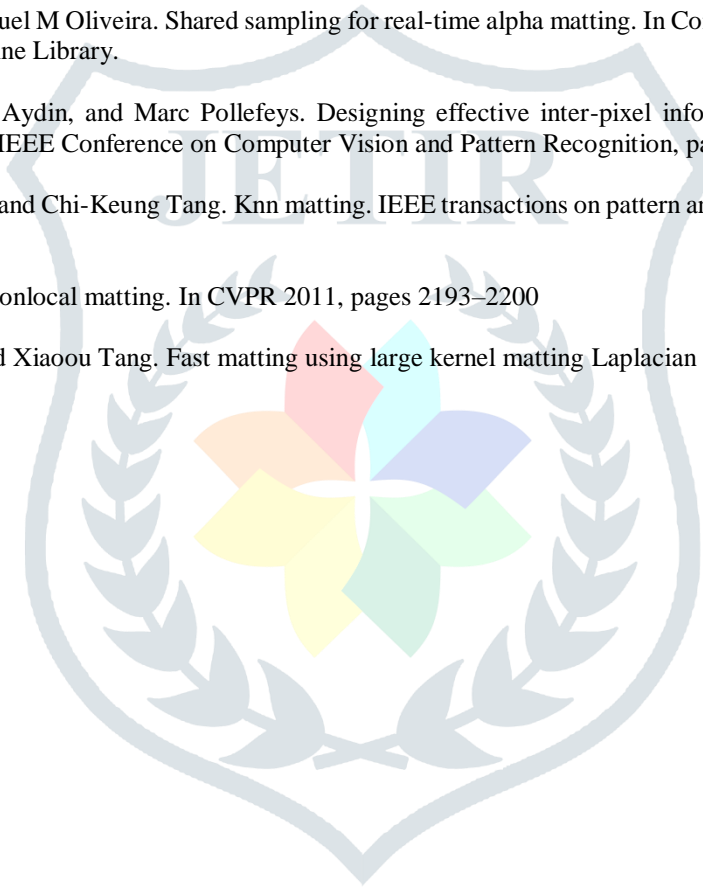 uel M Oliveira. Shared sampling for real-time alpha matting. In Co
ne Library.
Aydin, and Marc Pollefeys. Designing effective inter-pixel info
IEEE Conference on Computer Vision and Pattern Recognition, pa
JETIR
and Chi-Keung Tang. Knn matting. IEEE transactions on pattern a
onlocal matting. In CVPR 2011, pages 2193–2200
d Xiaoou Tang. Fast matting using large kernel matting Laplacian